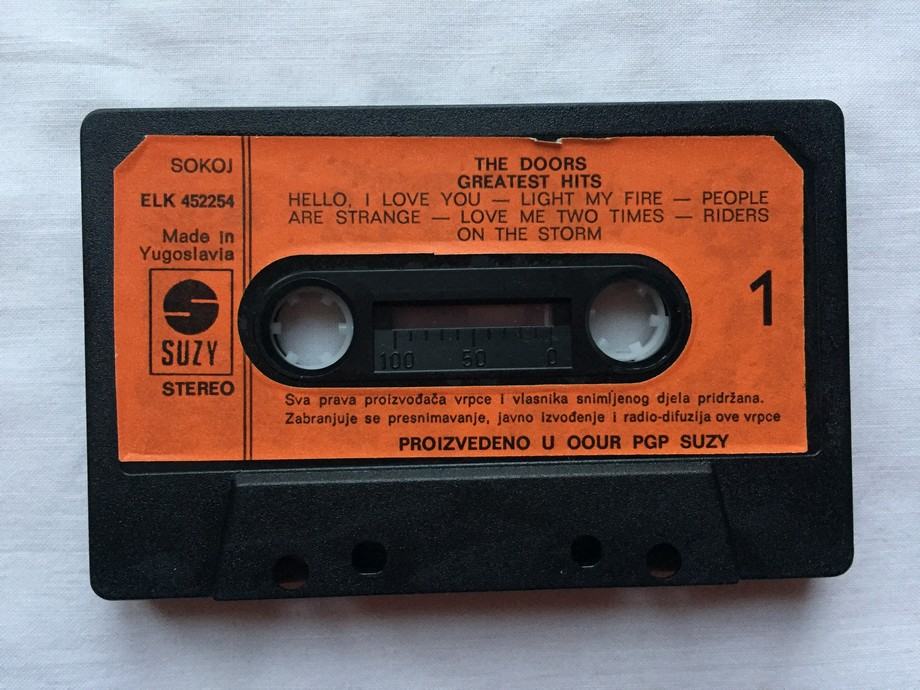 SOKOJ
ELK 452254
Made in
Yugoslavia
SUZY
STEREO
THE DOORS
GREATEST HITS
HELLO, I LOVE YOU — LIGHT MY FIRE — PEOPLE
ARE STRANGE — LOVE ME TWO TIMES — RIDERS
ON THE STORM
1
100 50 0
Sva prava proizvođača vrpce i vlasnika snimljenog djela pridržana.
Zabranjuje se presnimavanje, javno izvođenje i radio-difuzija ove vrpce
PROIZVEDENO U OOUR PGP SUZY